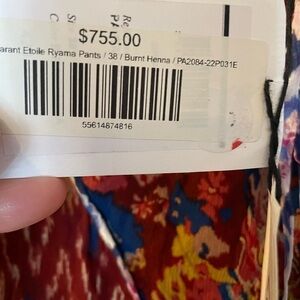 $755.00
arant Etoile Ryama Pants / 38 / Burnt Henna / PA2084-22P031E
55614874816